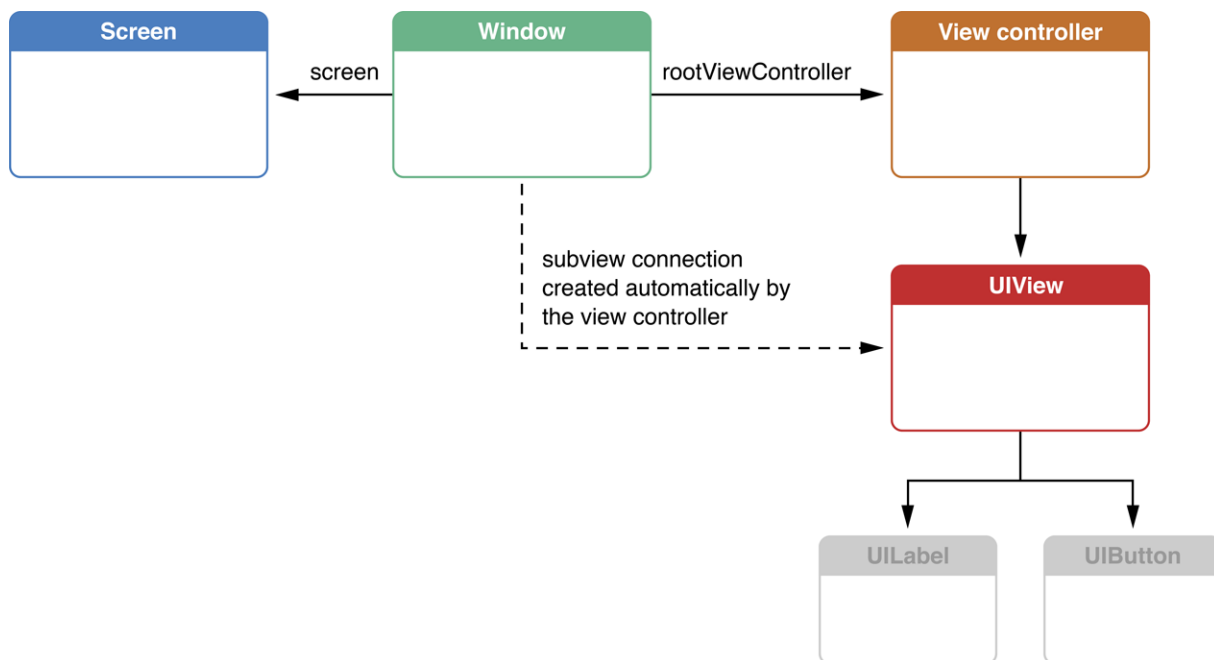 Screen
Window
View controller
screen
rootViewController
subview connection
created automatically by
the view controller
UIView
UILabel
UIButton